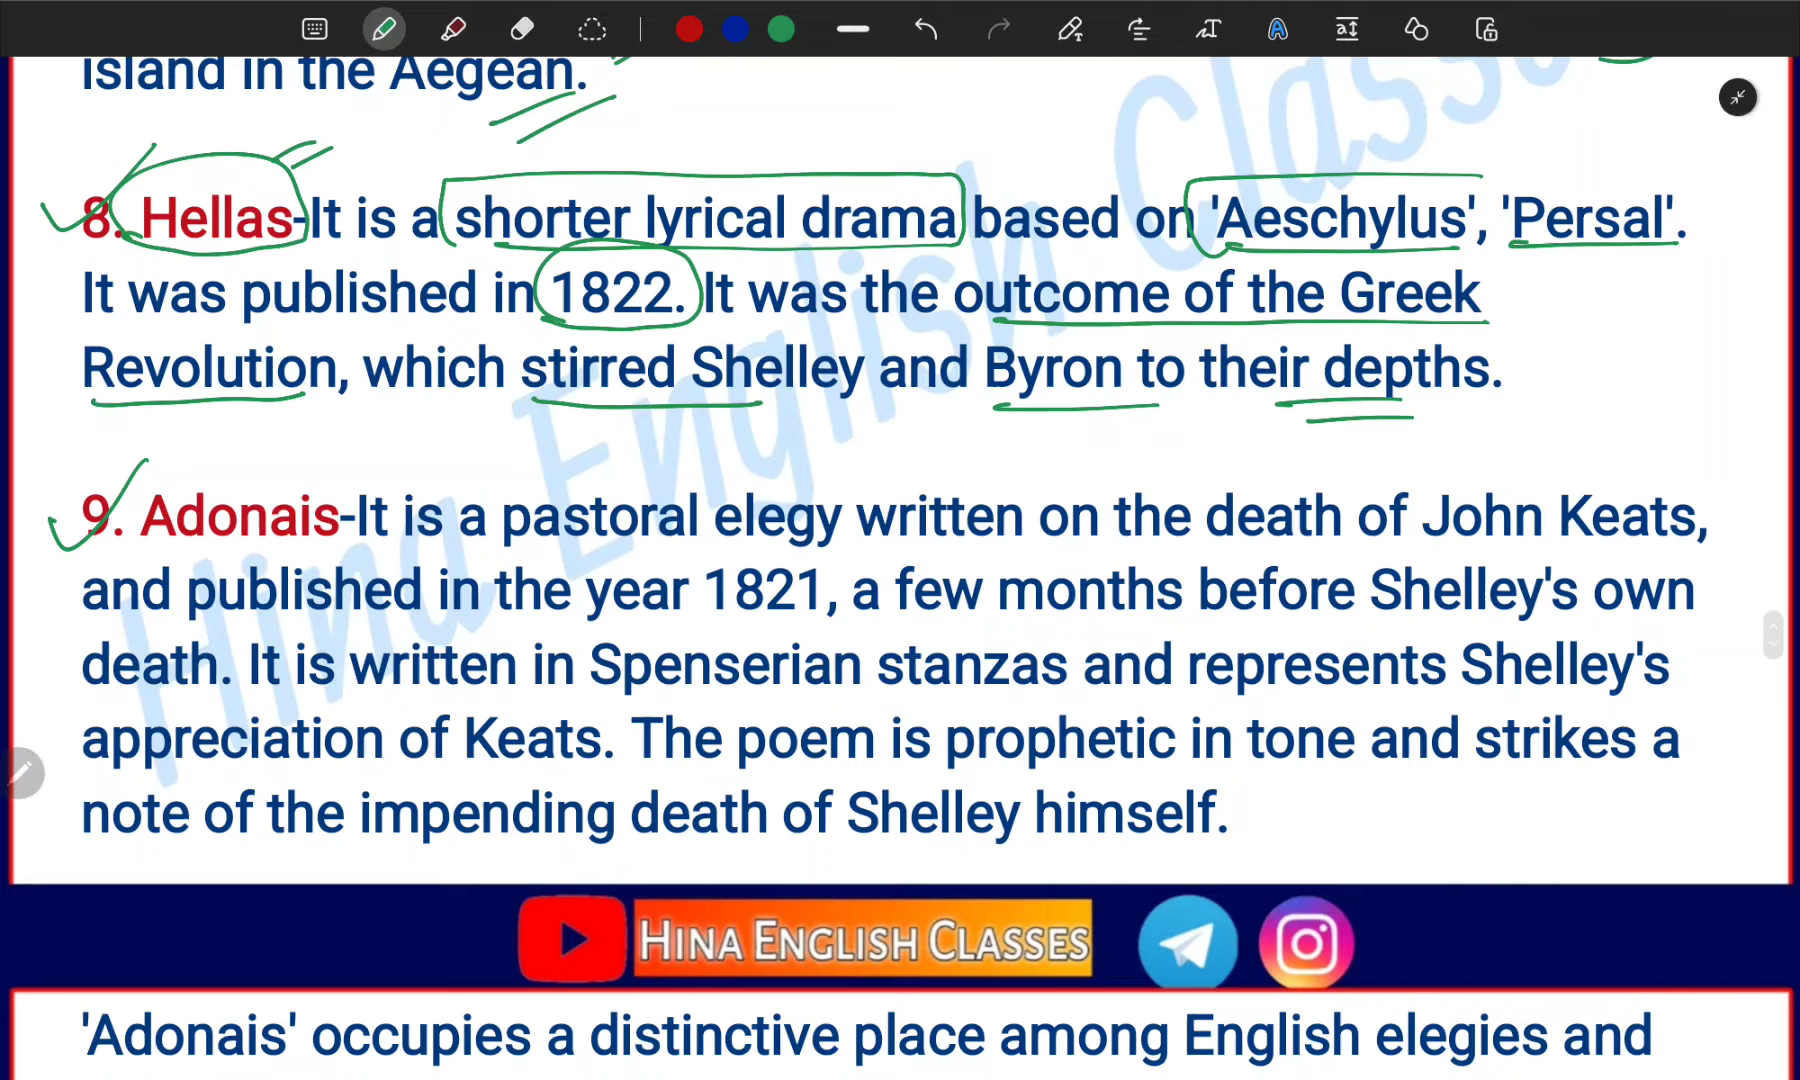 island in the Aegean.
8. Hellas-It is a shorter lyrical drama based on 'Aeschylus', 'Persal'.
It was published in 1822. It was the outcome of the Greek
Revolution, which stirred Shelley and Byron to their depths.
9. Adonais-It is a pastoral elegy written on the death of John Keats,
and published in the year 1821, a few months before Shelley's own
death. It is written in Spenserian stanzas and represents Shelley's
appreciation of Keats. The poem is prophetic in tone and strikes a
note of the impending death of Shelley himself.
Hina English Classes
HINA ENGLISH CLASSES
'Adonais' occupies a distinctive place among English elegies and